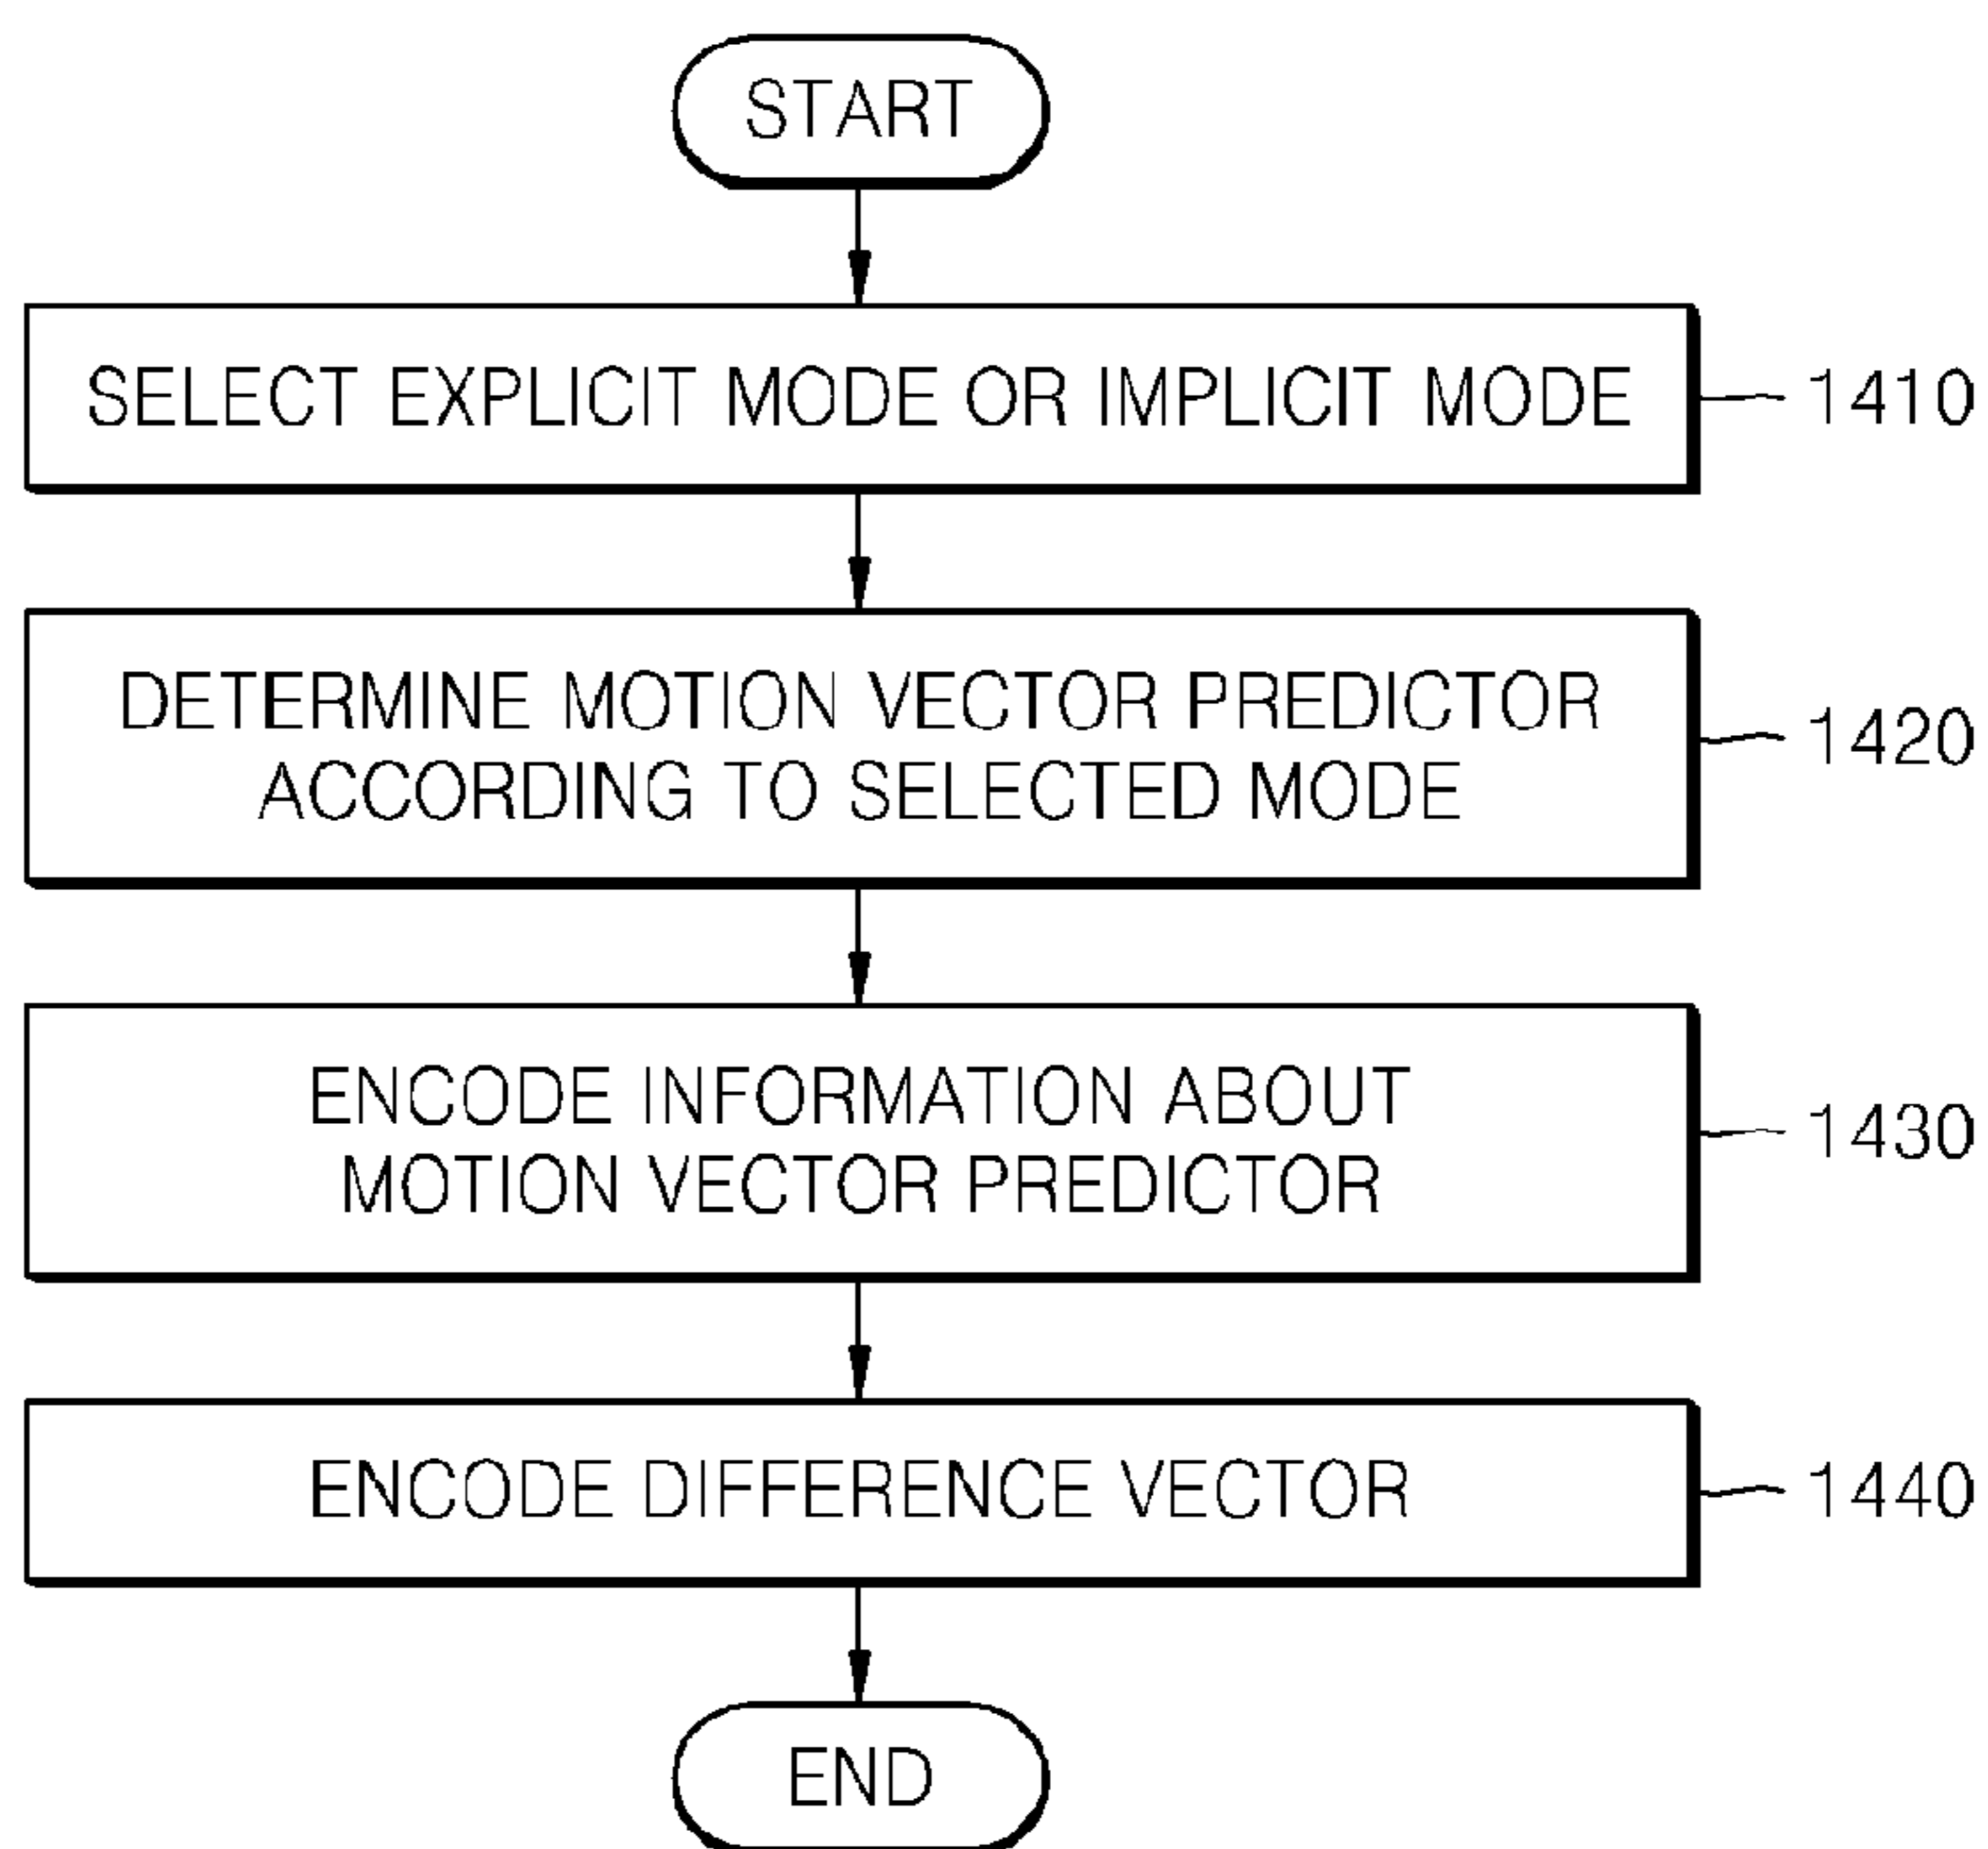 START
SELECT EXPLICIT MODE OR IMPLICIT MODE
1410
DETERMINE MOTION VECTOR PREDICTOR
ACCORDING TO SELECTED MODE
1420
ENCODE INFORMATION ABOUT
MOTION VECTOR PREDICTOR
1430
ENCODE DIFFERENCE VECTOR
1440
END